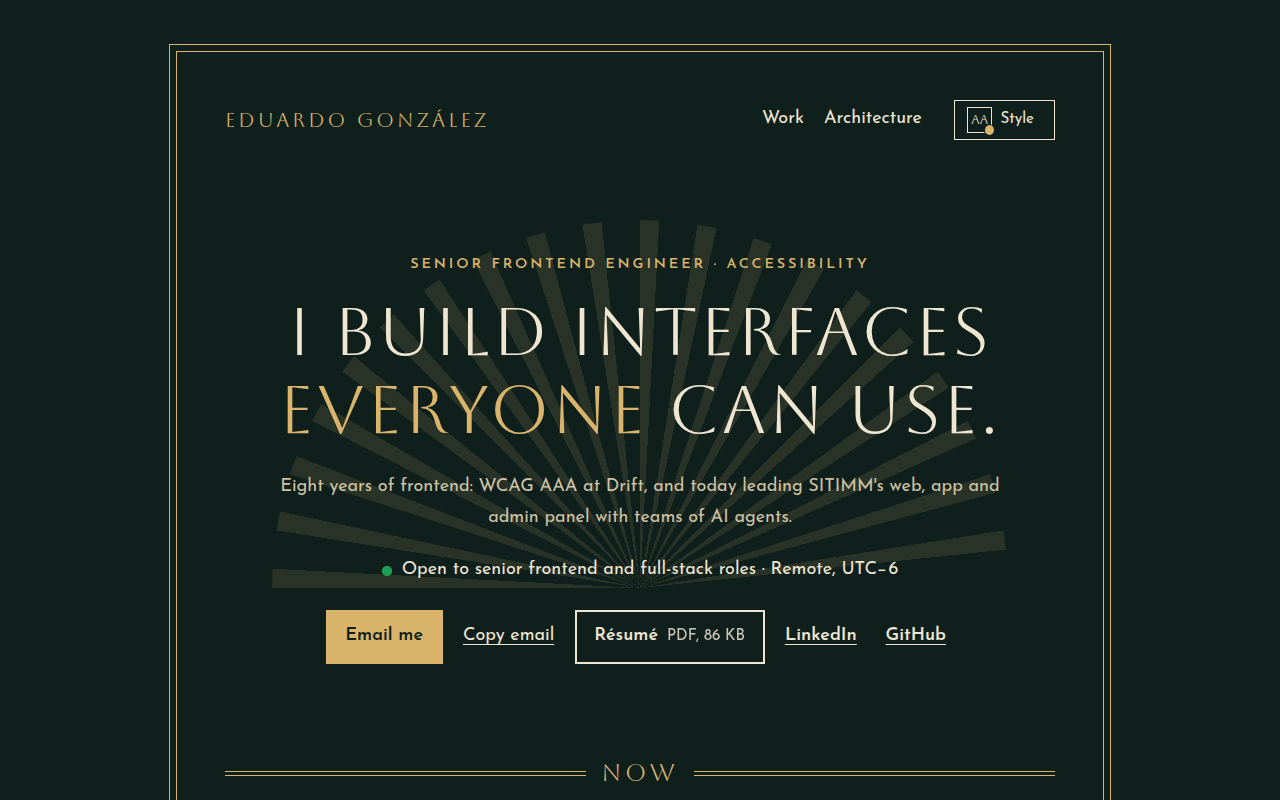 EDUARDO GONZÁLEZ
Work Architecture AA Style
SENIOR FRONTEND ENGINEER · ACCESSIBILITY
I BUILD INTERFACES
EVERYONE CAN USE.
Eight years of frontend: WCAG AAA at Drift, and today leading SITIMM's web, app and
admin panel with teams of AI agents.
Open to senior frontend and full-stack roles · Remote, UTC−6
Email me Copy email Résumé PDF, 86 KB LinkedIn GitHub
NOW